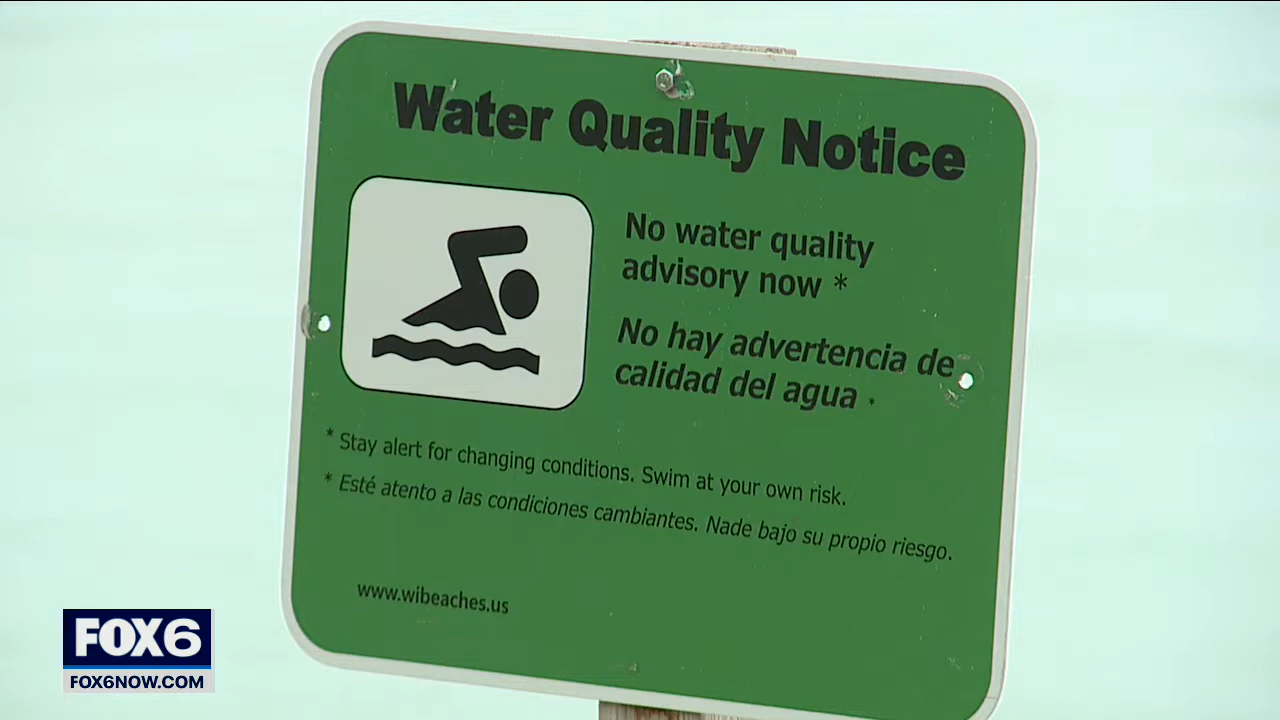 Water Quality Notice
No water quality
advisory now *
No hay advertencia de
calidad del agua *
* Stay alert for changing conditions. Swim at your own risk.
* Esté atento a las condiciones cambiantes. Nade bajo su propio riesgo.
www.wibeaches.us
FOX6
FOX6NOW.COM